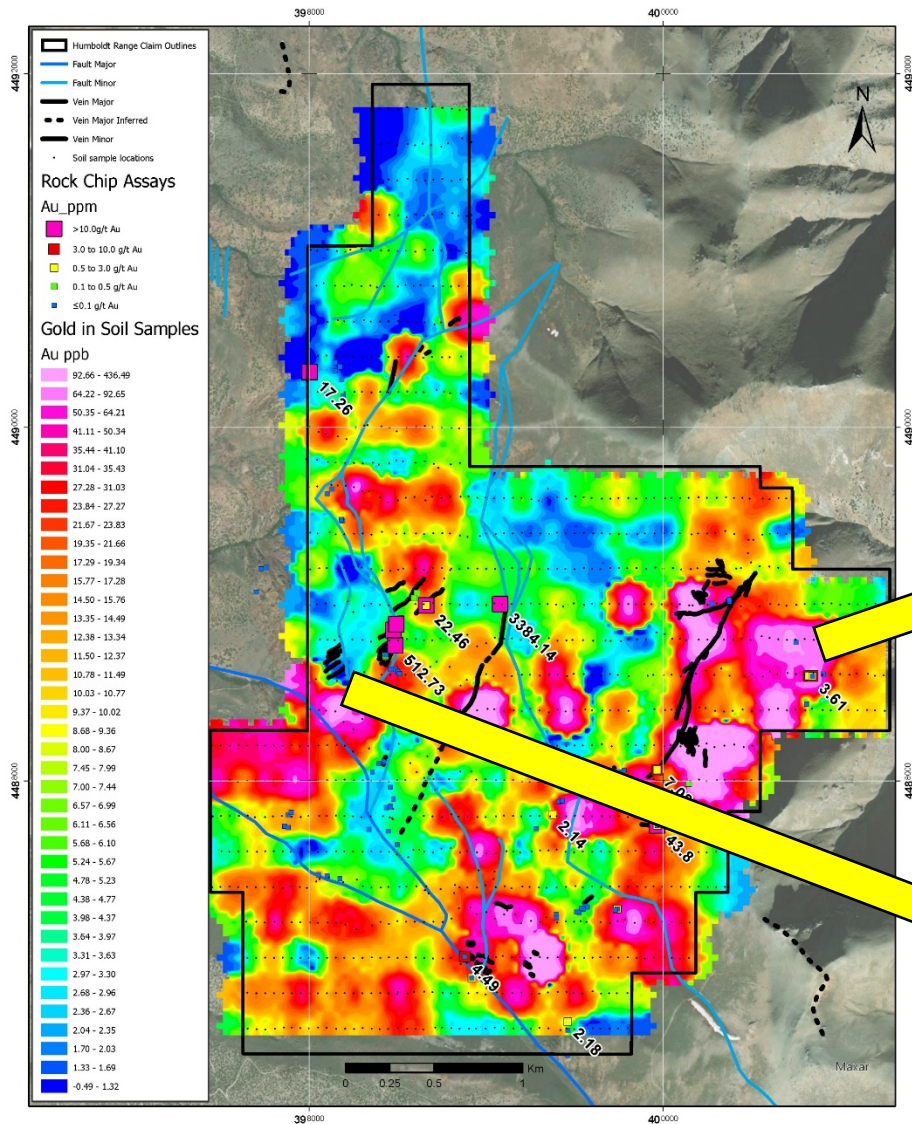 39⁸000
40⁰000
449²000
449⁰000
448⁸000
Humboldt Range Claim Outlines
Fault Major
Fault Minor
Vein Major
Vein Major Inferred
Vein Minor
Soil sample locations
Rock Chip Assays
Au_ppm
>10.0g/t Au
3.0 to 10.0 g/t Au
0.5 to 3.0 g/t Au
0.1 to 0.5 g/t Au
≤0.1 g/t Au
Gold in Soil Samples
Au ppb
92.66 - 436.49
64.22 - 92.65
50.35 - 64.21
41.11 - 50.34
35.44 - 41.10
31.04 - 35.43
27.28 - 31.03
23.84 - 27.27
21.67 - 23.83
19.35 - 21.66
17.29 - 19.34
15.77 - 17.28
14.50 - 15.76
13.35 - 14.49
12.38 - 13.34
11.50 - 12.37
10.78 - 11.49
10.03 - 10.77
9.37 - 10.02
8.68 - 9.36
8.00 - 8.67
7.45 - 7.99
7.00 - 7.44
6.57 - 6.99
6.11 - 6.56
5.68 - 6.10
5.24 - 5.67
4.78 - 5.23
4.38 - 4.77
3.98 - 4.37
3.64 - 3.97
3.31 - 3.63
2.97 - 3.30
2.68 - 2.96
2.36 - 2.67
2.04 - 2.35
1.70 - 2.03
1.33 - 1.69
-0.49 - 1.32
N
17.26
22.46
3384.14
512.73
3.61
2.14
43.8
4.49
2.18
0 0.25 0.5 1 Km
Maxar
39⁸000
40⁰000